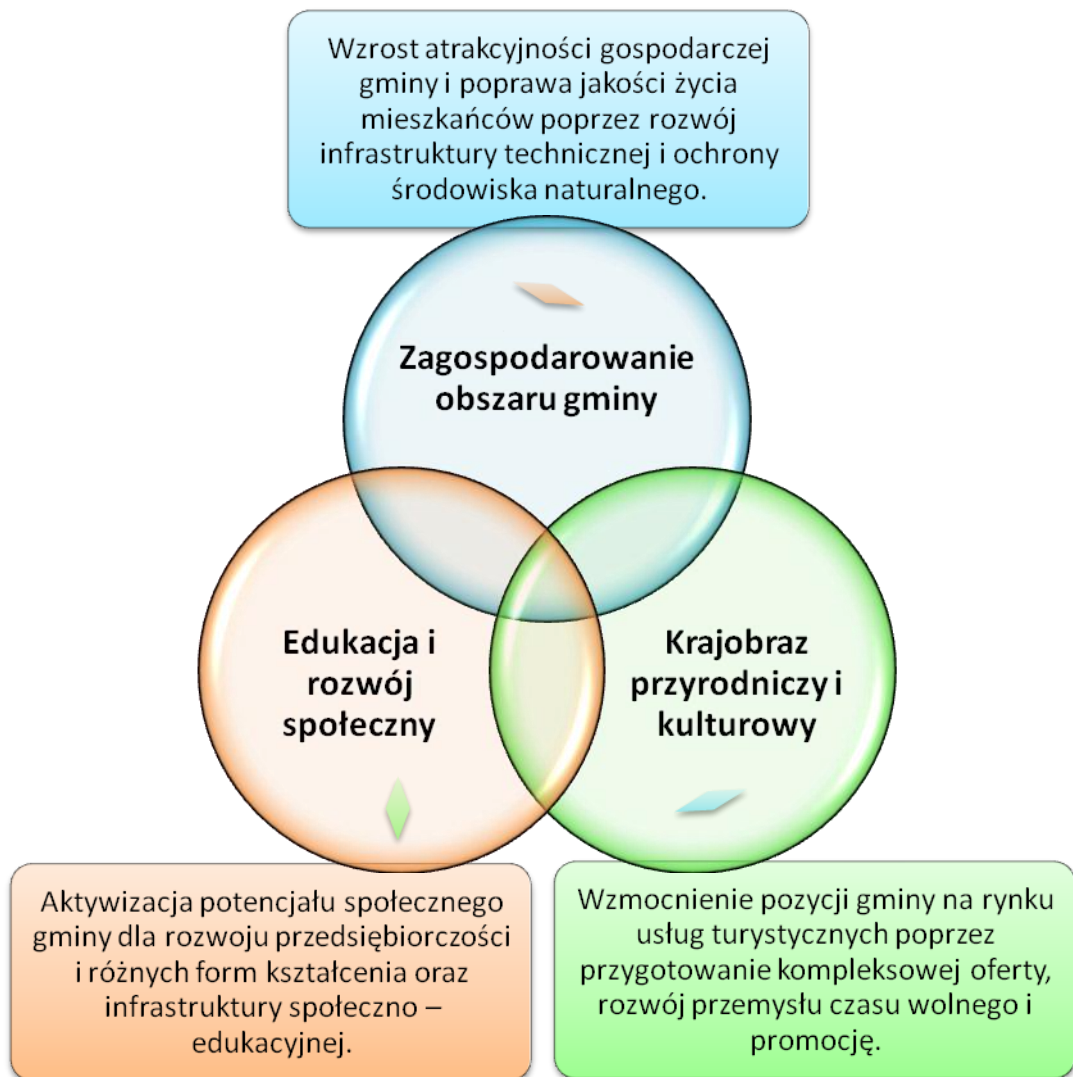 Wzrost atrakcyjności gospodarczej
gminy i poprawa jakości życia
mieszkańców poprzez rozwój
infrastruktury technicznej i ochrony
środowiska naturalnego.
Zagospodarowanie
obszaru gminy
Edukacja i
rozwój
społeczny
Krajobraz
przyrodniczy i
kulturowy
Aktywizacja potencjału społecznego
gminy dla rozwoju przedsiębiorczości
i różnych form kształcenia oraz
infrastruktury społeczno –
edukacyjnej.
Wzmocnienie pozycji gminy na rynku
usług turystycznych poprzez
przygotowanie kompleksowej oferty,
rozwój przemysłu czasu wolnego i
promocję.